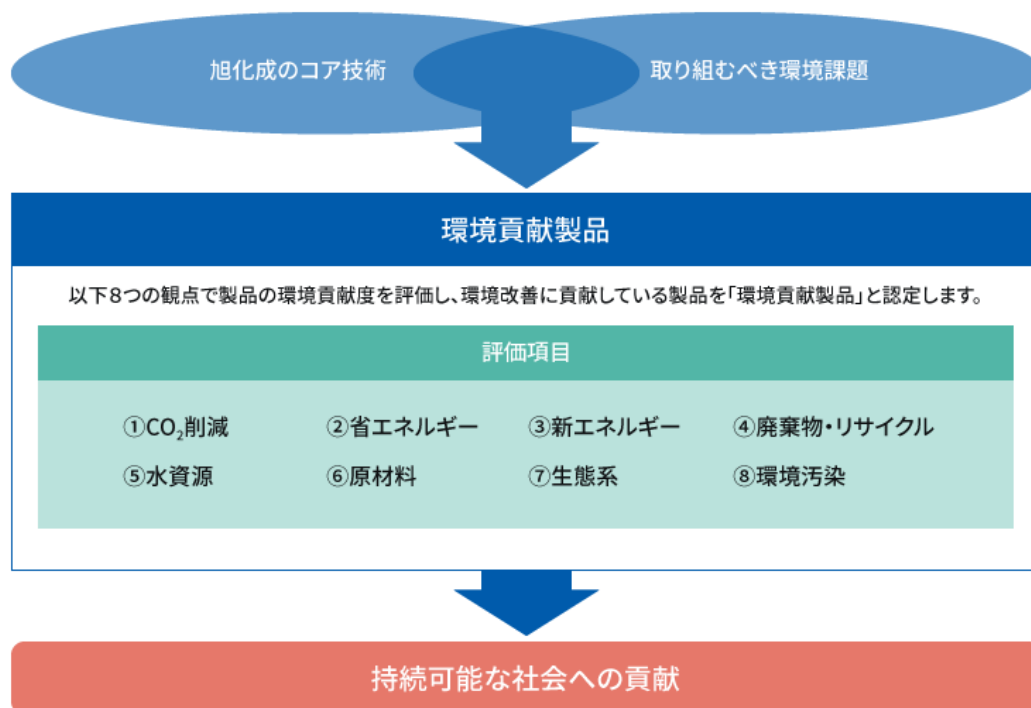 旭化成のコア技術
取り組むべき環境課題
環境貢献製品
以下8つの観点で製品の環境貢献度を評価し、環境改善に貢献している製品を「環境貢献製品」と認定します。
評価項目
①CO₂削減 ②省エネルギー ③新エネルギー ④廃棄物・リサイクル
⑤水資源 ⑥原材料 ⑦生態系 ⑧環境汚染
持続可能な社会への貢献